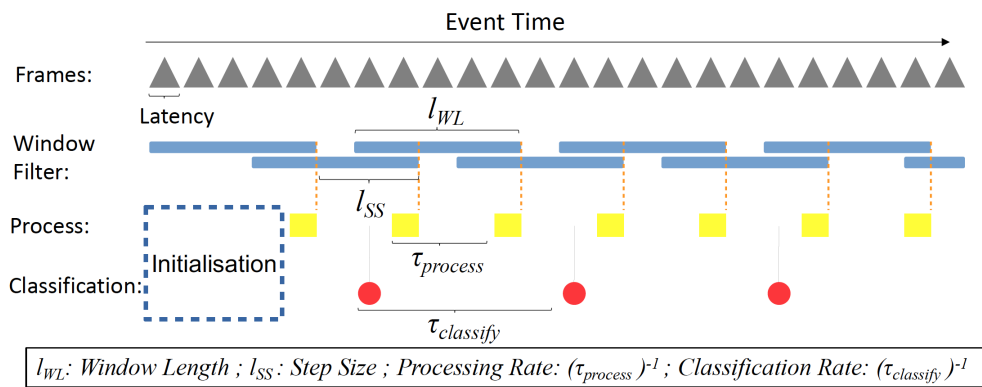 Event Time
Frames:
Latency
l_WL
Window
Filter:
l_SS
Process:
τ_process
Initialisation
Classification:
τ_classify
l_WL: Window Length ; l_SS: Step Size ; Processing Rate: (τ_process)⁻¹ ; Classification Rate: (τ_classify)⁻¹